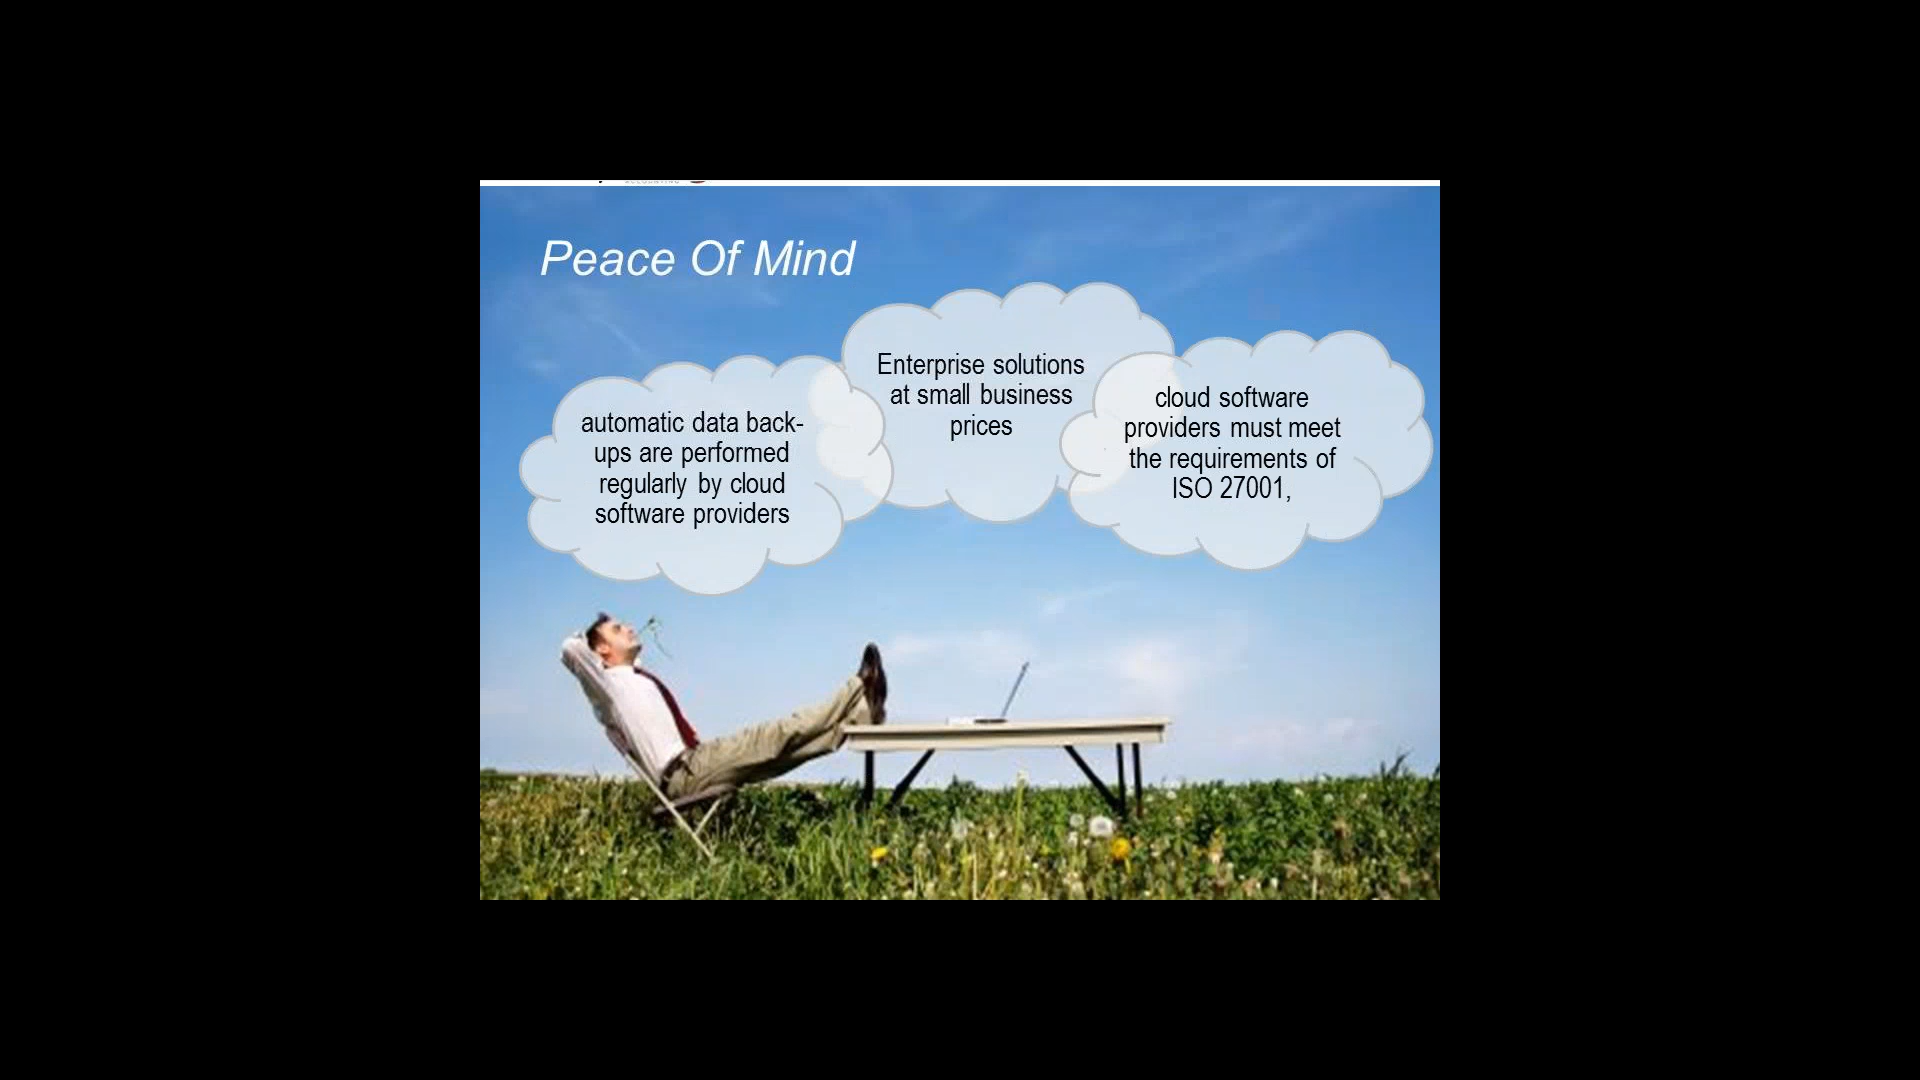 Peace Of Mind
automatic data back-
ups are performed
regularly by cloud
software providers
Enterprise solutions
at small business
prices
cloud software
providers must meet
the requirements of
ISO 27001,